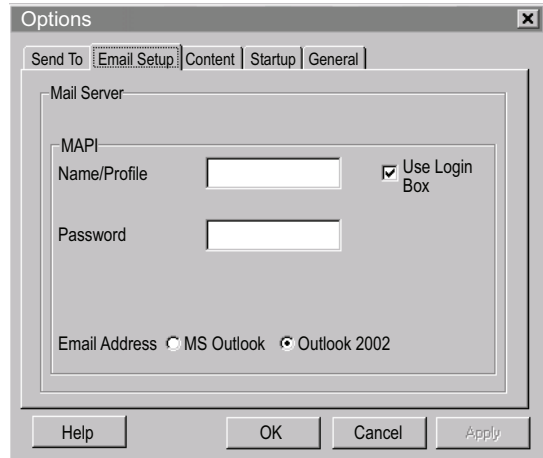 Options
Send To Email Setup Content Startup General
Mail Server
MAPI
Name/Profile
Use Login
Box
Password
Email Address MS Outlook Outlook 2002
Help OK Cancel Apply